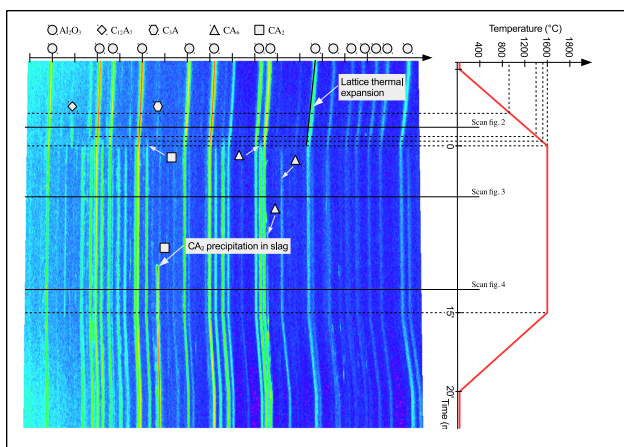 Al₂O₃ C₁₂A₇ C₃A CA₆ CA₂
Temperature (°C)
400 800 1200 1600 1800
Lattice thermal
expansion
Scan fig. 2
0
Scan fig. 3
CA₂ precipitation in slag
Scan fig. 4
15
20
Time (